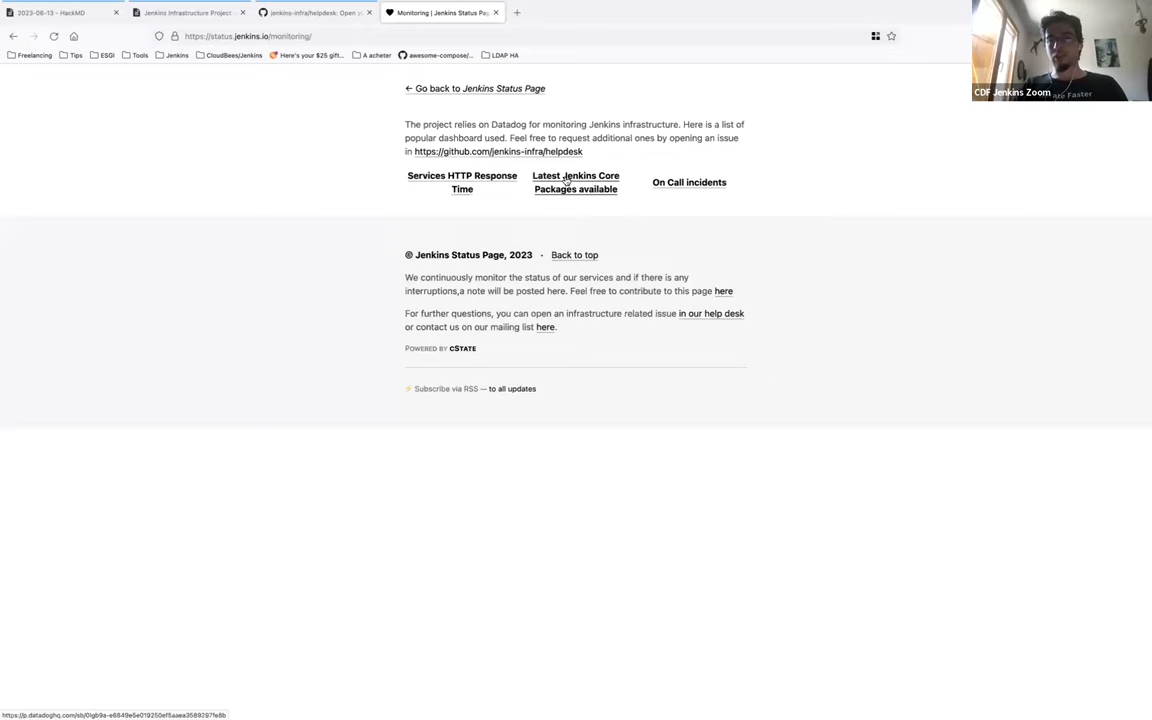 2023-06-13 - HackMD
Jenkins Infrastructure Project
jenkins-infra/helpdesk: Open y
Monitoring | Jenkins Status Pag
https://status.jenkins.io/monitoring/
Freelancing Tips ESGI Tools Jenkins CloudBees/Jenkins Here's your $25 gift... A acheter awesome-compose/... LDAP HA
CDF Jenkins Zoom
are Faster
← Go back to Jenkins Status Page
The project relies on Datadog for monitoring Jenkins infrastructure. Here is a list of
popular dashboard used. Feel free to request additional ones by opening an issue
in https://github.com/jenkins-infra/helpdesk
Services HTTP Response
Time
Latest Jenkins Core
Packages available
On Call incidents
© Jenkins Status Page, 2023 · Back to top
We continuously monitor the status of our services and if there is any
interruptions,a note will be posted here. Feel free to contribute to this page here
For further questions, you can open an infrastructure related issue in our help desk
or contact us on our mailing list here.
POWERED BY CSTATE
⚡ Subscribe via RSS — to all updates